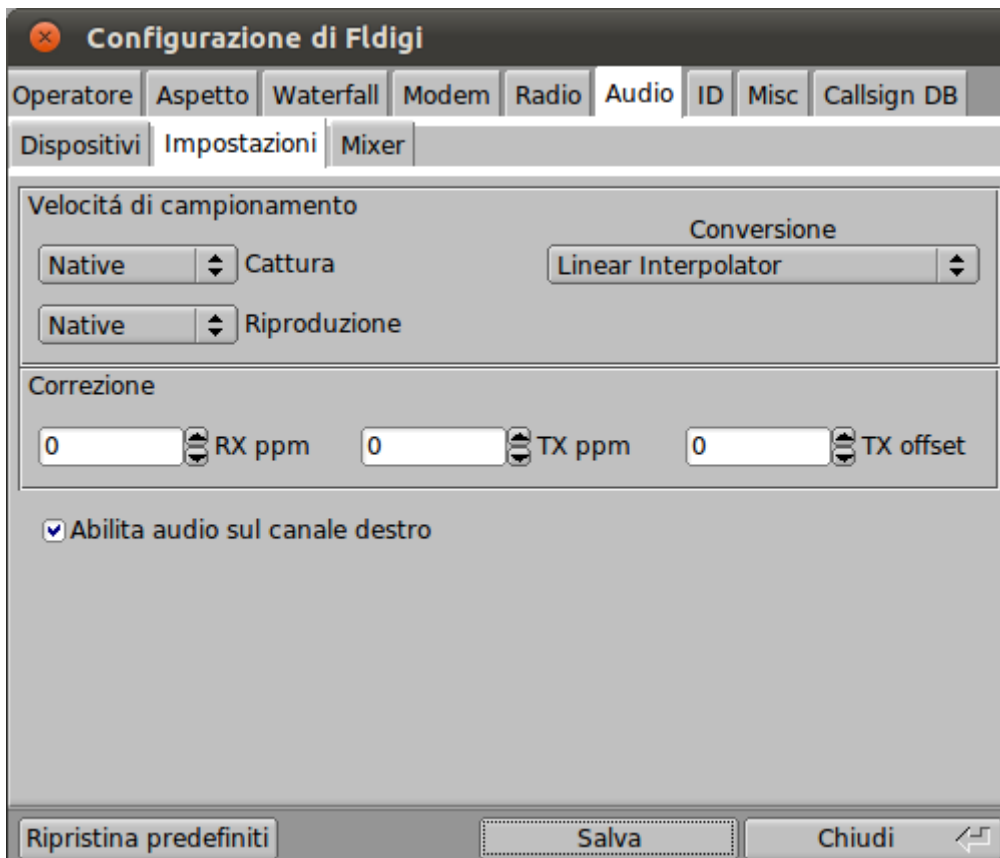 Configurazione di Fldigi
Operatore Aspetto Waterfall Modem Radio Audio ID Misc Callsign DB
Dispositivi Impostazioni Mixer
Velocitá di campionamento
Conversione
Native Cattura Linear Interpolator
Native Riproduzione
Correzione
0 RX ppm 0 TX ppm 0 TX offset
Abilita audio sul canale destro
Ripristina predefiniti Salva Chiudi